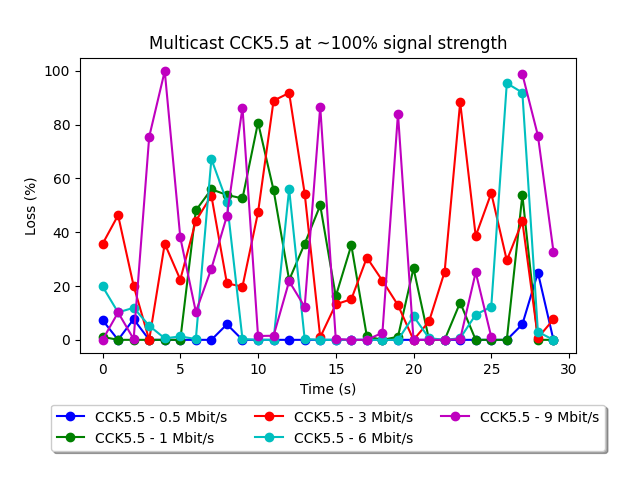 Multicast CCK5.5 at ~100% signal strength
100
80
60
40
20
0
Loss (%)
0 5 10 15 20 25 30
Time (s)
CCK5.5 - 0.5 Mbit/s CCK5.5 - 3 Mbit/s CCK5.5 - 9 Mbit/s
CCK5.5 - 1 Mbit/s CCK5.5 - 6 Mbit/s